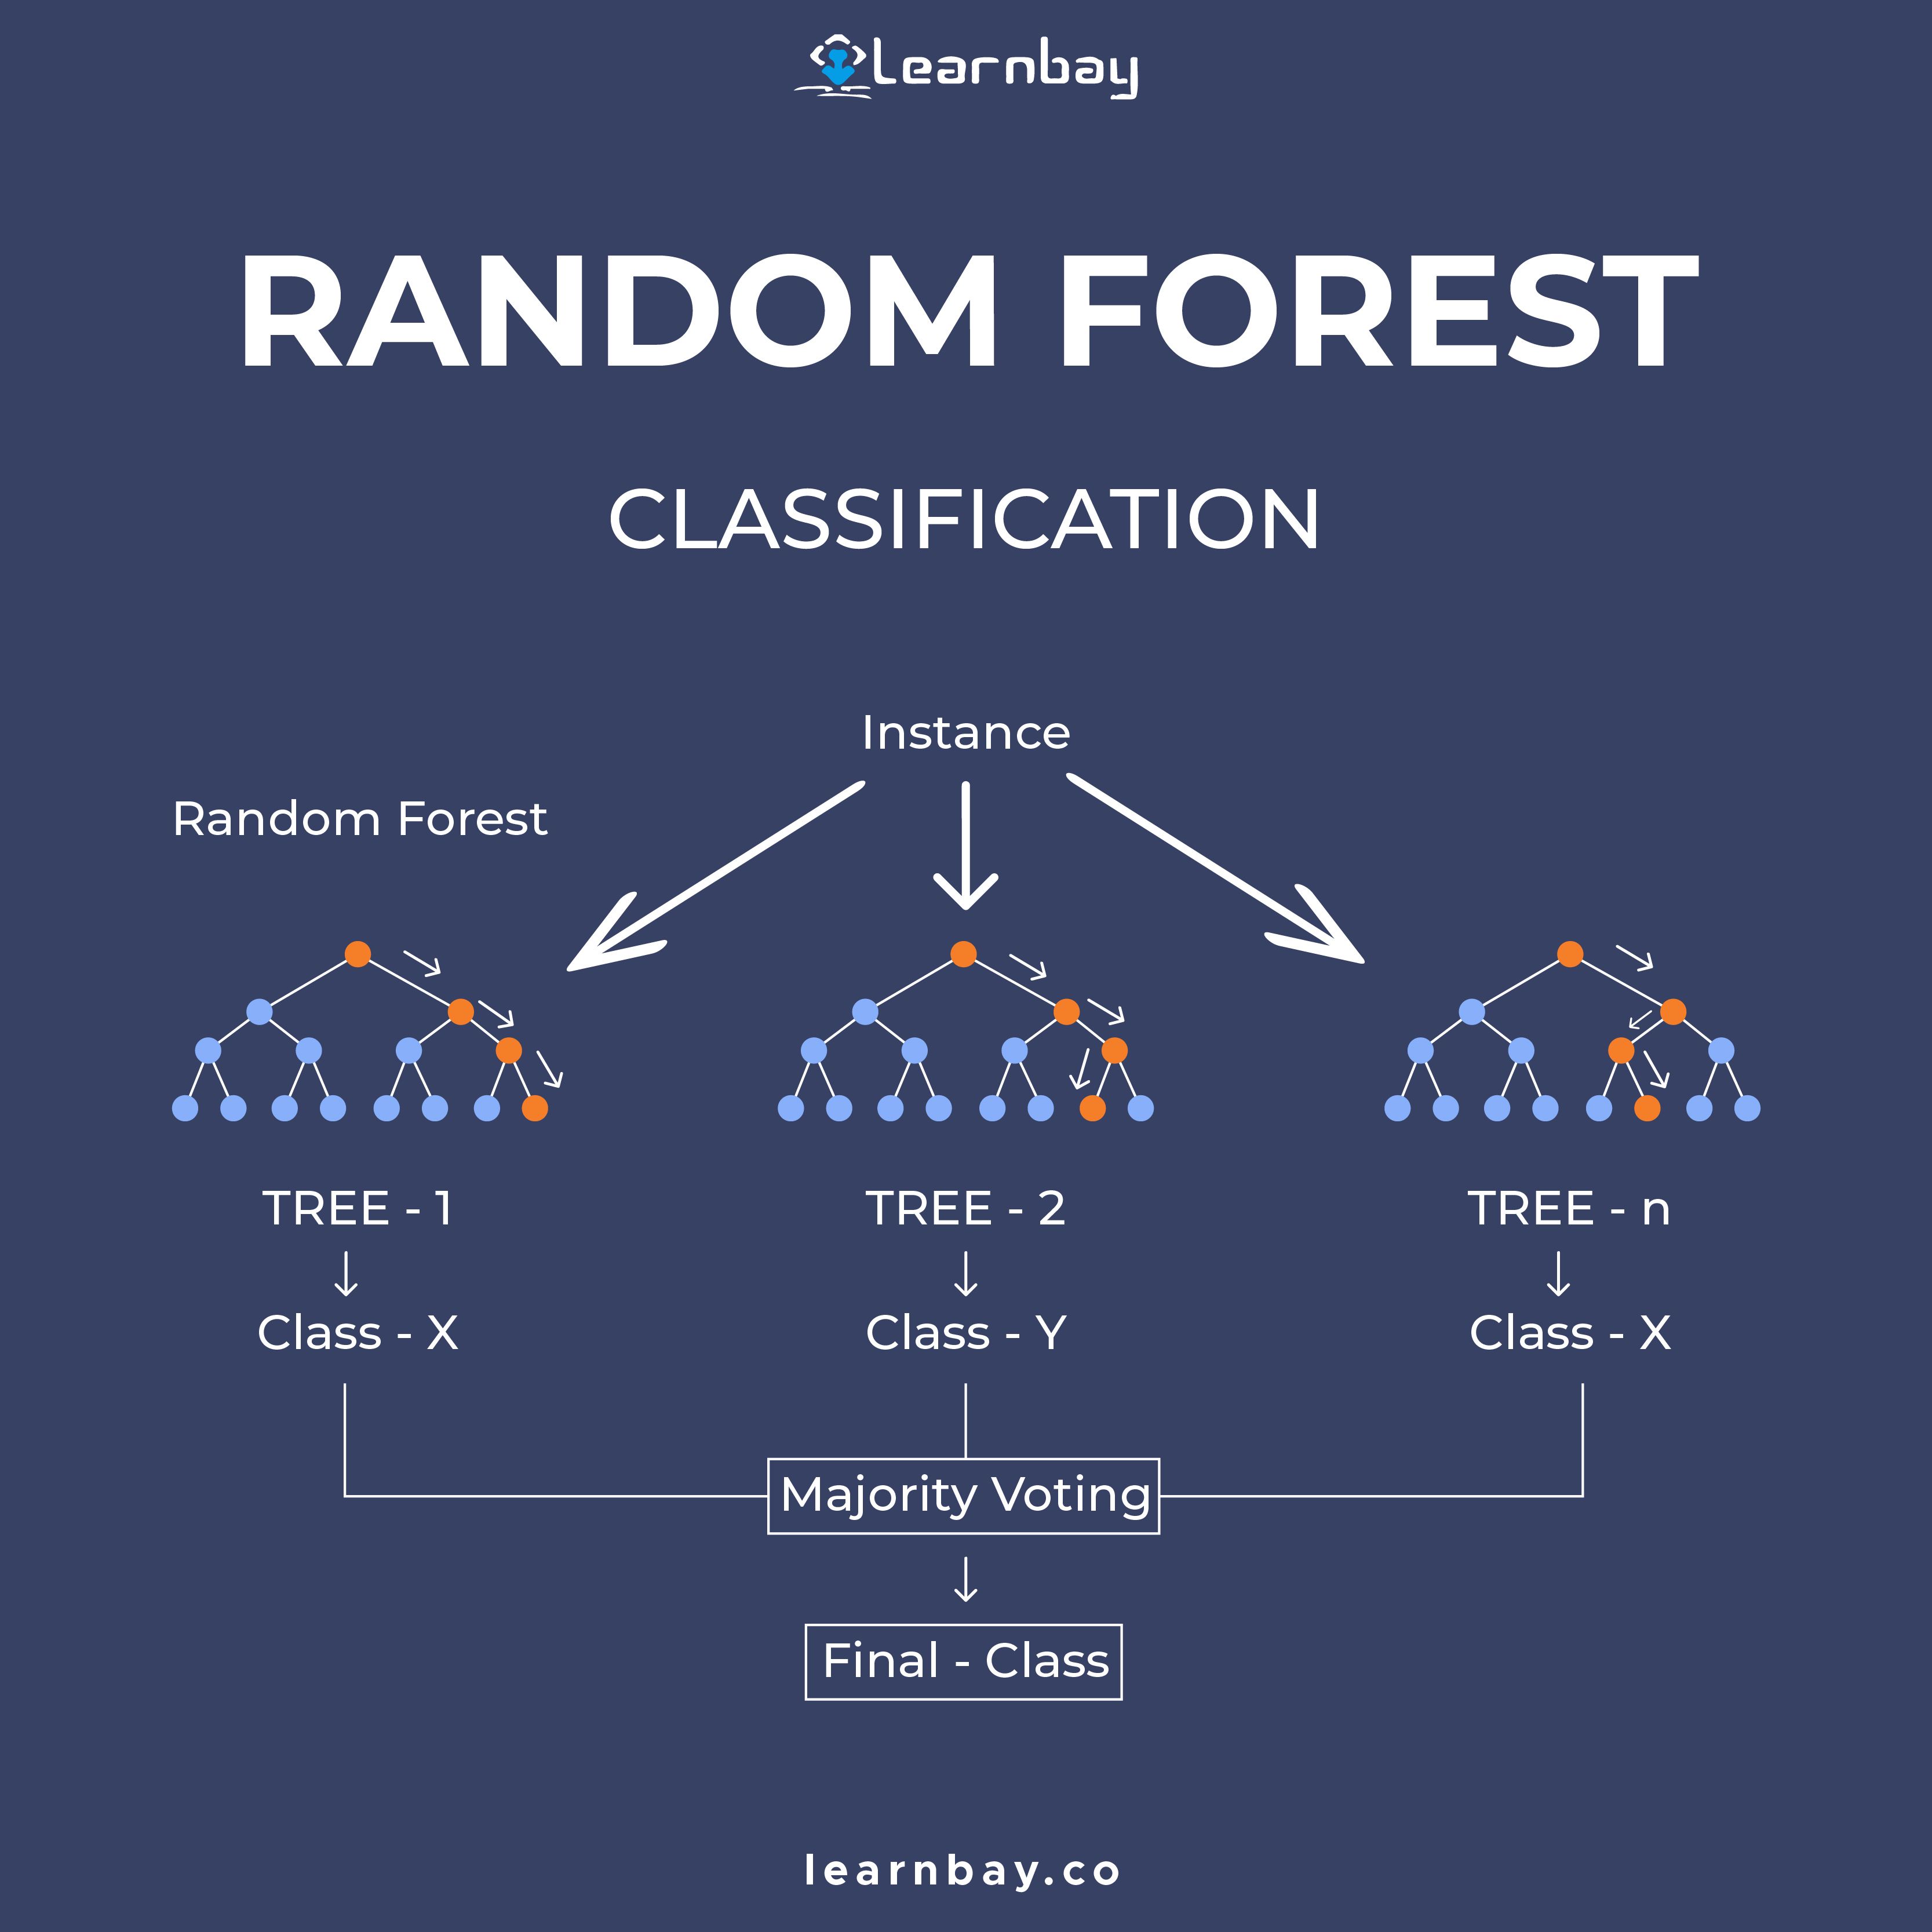 Learnbay
RANDOM FOREST
CLASSIFICATION
Instance
Random Forest
TREE - 1
TREE - 2
TREE - n
Class - X
Class - Y
Class - X
Majority Voting
Final - Class
learnbay.co